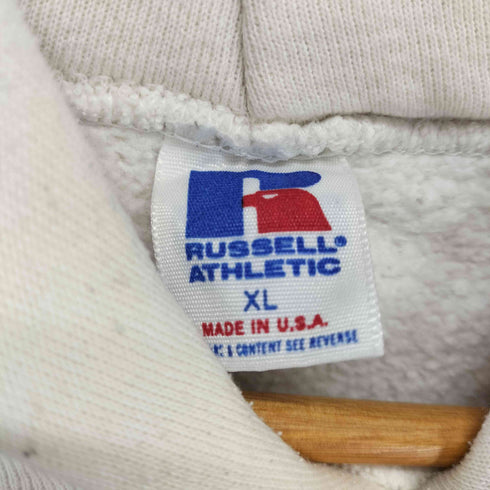 RUSSELL®
ATHLETIC
XL
MADE IN U.S.A.
& CONTENT SEE REVERSE